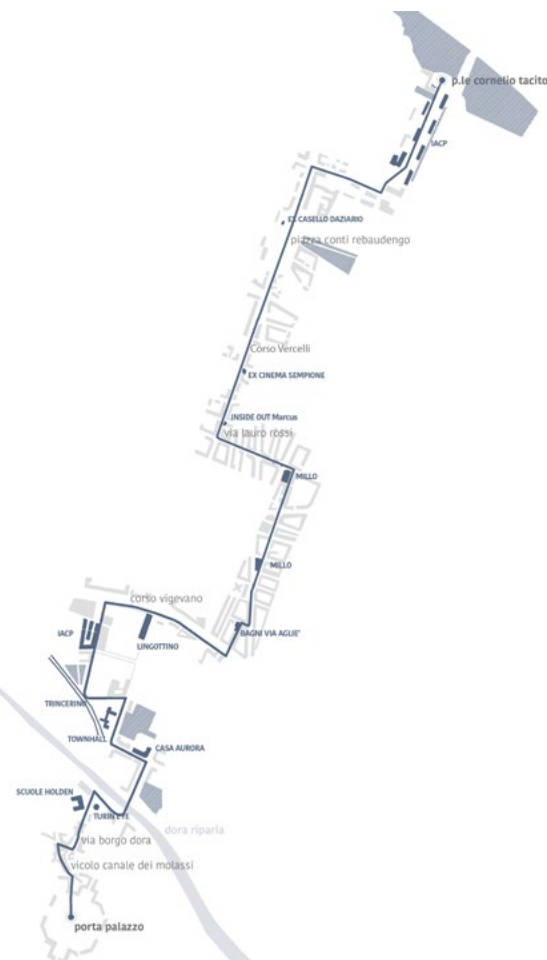 p.le cornelio tacito
IACP
EX CASELLO DAZIARIO
piazza conti rebaudengo
Corso Vercelli
EX CINEMA SEMPIONE
INSIDE OUT Marcus
via lauro rossi
MILLO
MILLO
corso vigevano
IACP
LINGOTTINO
BAGNI VIA AGLIE'
TRINCERINO
TOWNHALL
CASA AURORA
SCUOLE HOLDEN
TURIN EYE
dora riparia
via borgo dora
vicolo canale dei molassi
porta palazzo